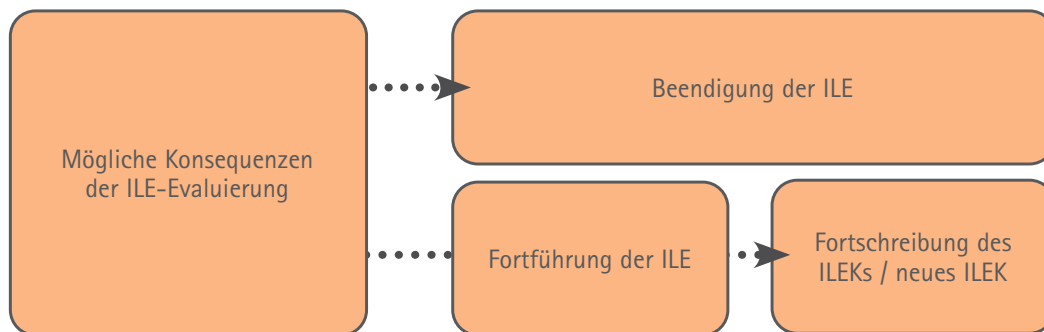 Mögliche Konsequenzen
der ILE-Evaluierung
Beendigung der ILE
Fortführung der ILE
Fortschreibung des
ILEKs / neues ILEK